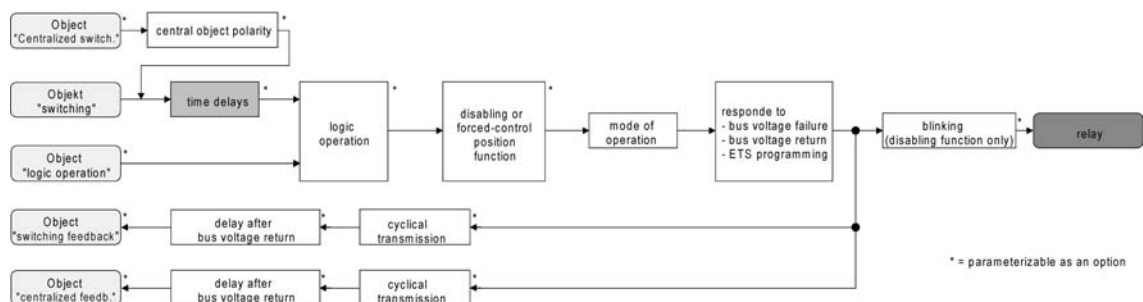 Object
"Centralized switch."
*
central object polarity
*
Objekt
"switching"
time delays
*
Object
"logic operation"
*
logic
operation
*
disabling or
forced-control
position
function
*
mode of
operation
responde to
- bus voltage failure
- bus voltage return
- ETS programming
blinking
(disabling function only)
*
relay
Object
"switching feedback"
*
delay after
bus voltage return
*
cyclical
transmission
*
Object
"centralized feedb."
*
delay after
bus voltage return
*
cyclical
transmission
*
* = parameterizable as an option